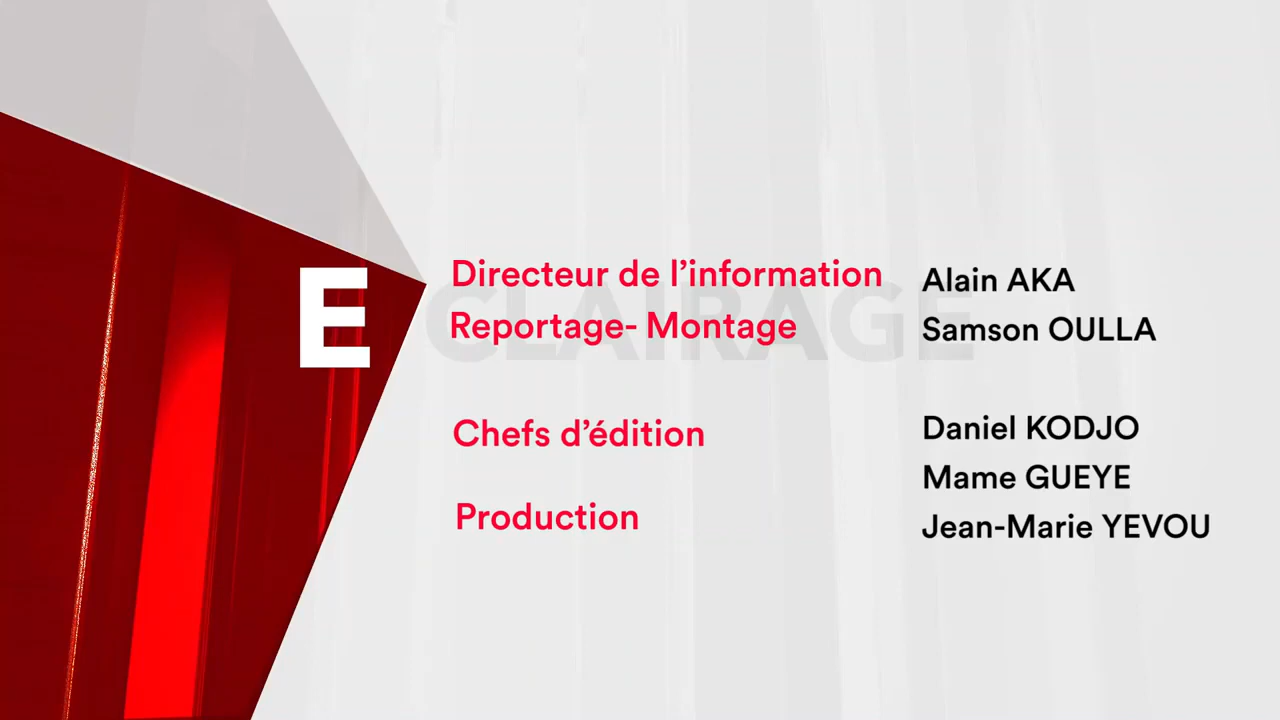 ECLAIRAGE
Directeur de l’information Alain AKA
Reportage- Montage Samson OULLA
Chefs d’édition Daniel KODJO
Mame GUEYE
Production Jean-Marie YEVOU